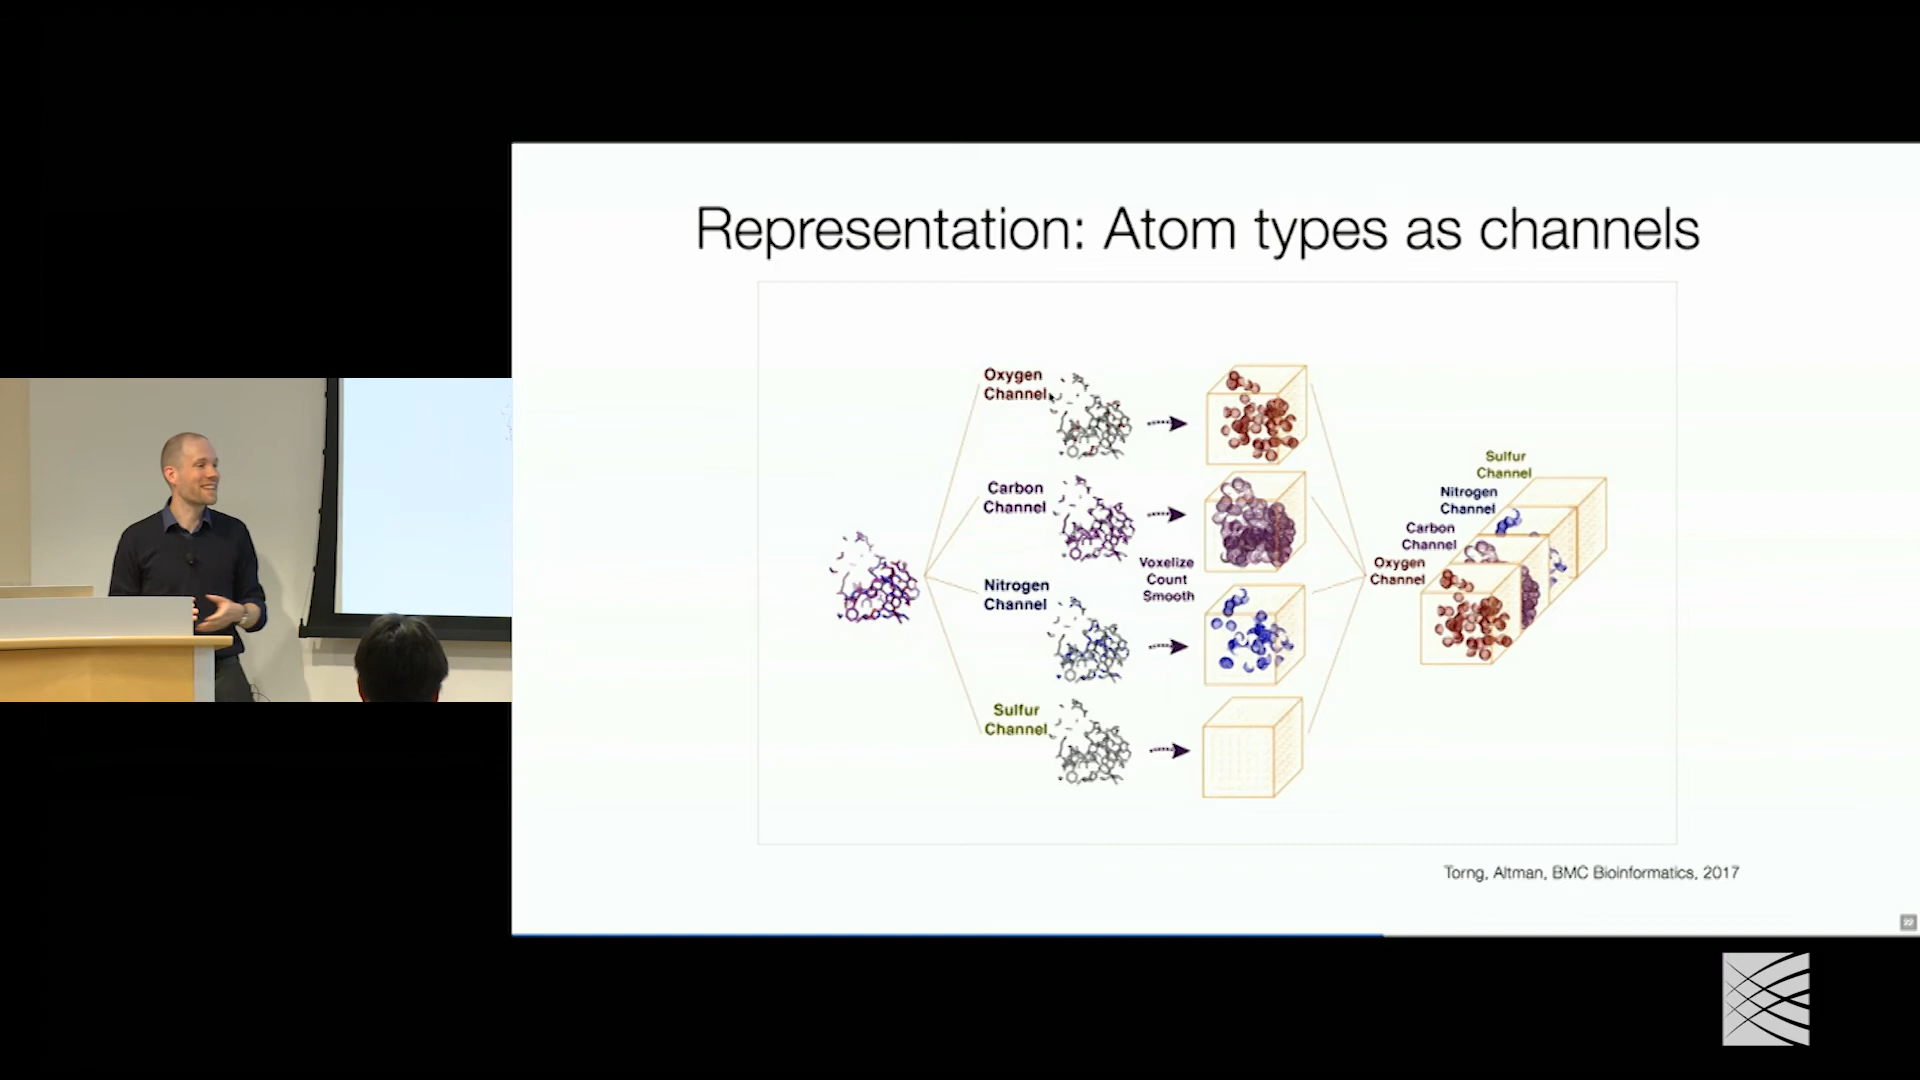 Representation: Atom types as channels
Oxygen
Channel
Carbon
Channel
Nitrogen
Channel
Sulfur
Channel
Voxelize
Count
Smooth
Sulfur
Channel
Nitrogen
Channel
Carbon
Channel
Oxygen
Channel
Torng, Altman, BMC Bioinformatics, 2017
22